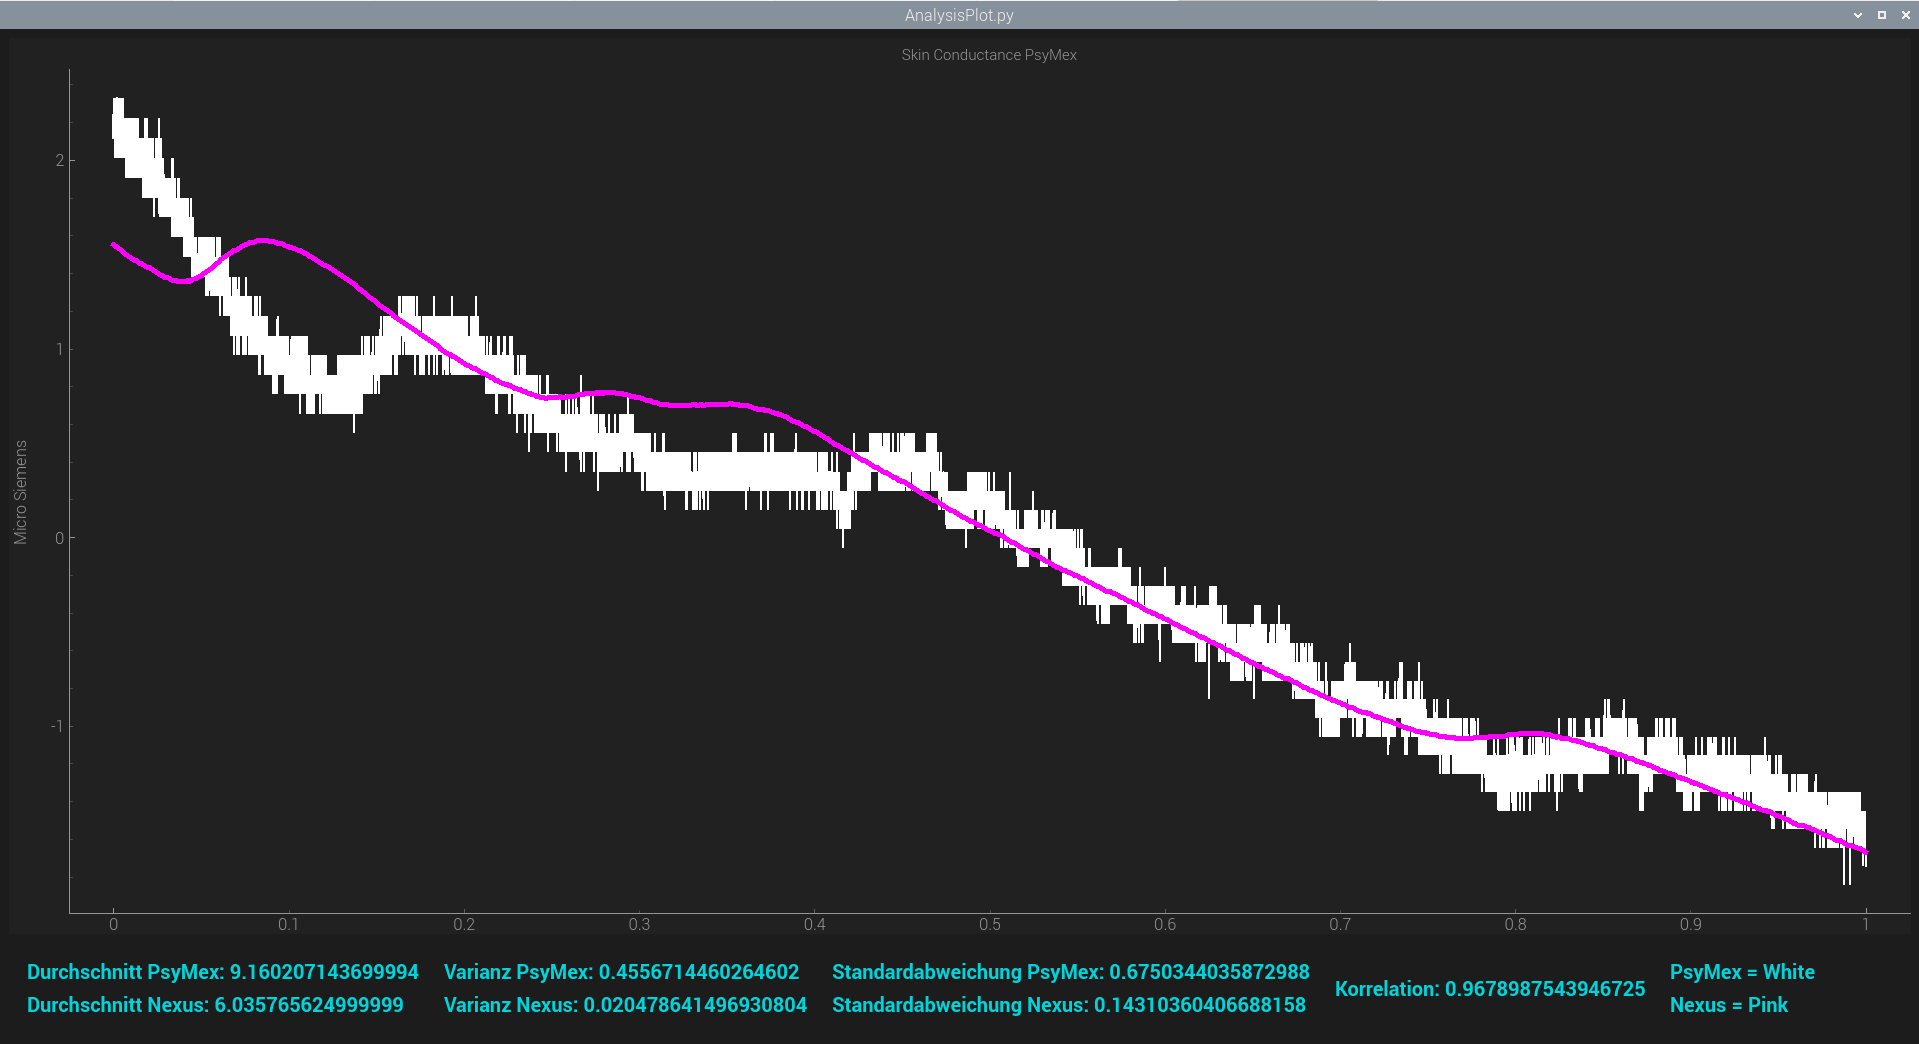 AnalysisPlot.py
Skin Conductance PsyMex
Micro Siemens
2
1
0
-1
0 0.1 0.2 0.3 0.4 0.5 0.6 0.7 0.8 0.9 1
Durchschnitt PsyMex: 9.160207143699994 Varianz PsyMex: 0.4556714460264602 Standardabweichung PsyMex: 0.6750344035872988 PsyMex = White
Korrelation: 0.9678987543946725
Durchschnitt Nexus: 6.035765624999999 Varianz Nexus: 0.020478641496930804 Standardabweichung Nexus: 0.14310360406688158 Nexus = Pink